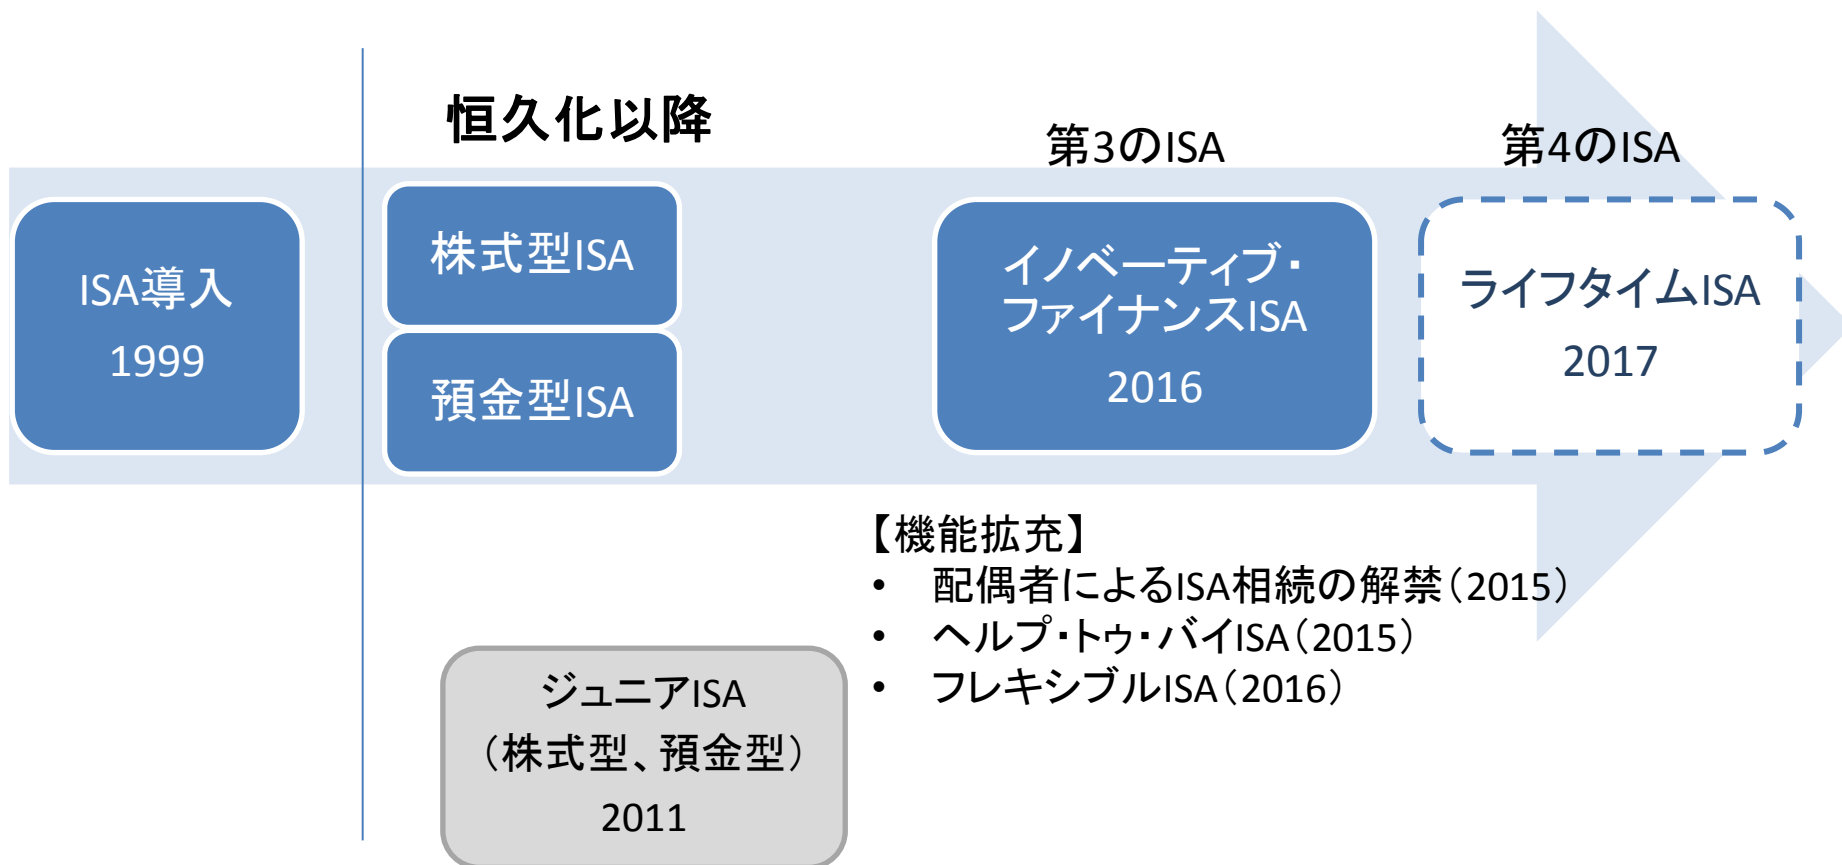 恒久化以降
第3のISA
第4のISA
ISA導入
1999
株式型ISA
預金型ISA
イノベーティブ・
ファイナンスISA
2016
ライフタイムISA
2017
【機能拡充】
• 配偶者によるISA相続の解禁（2015）
• ヘルプ・トゥ・バイISA（2015）
• フレキシブルISA（2016）
ジュニアISA
（株式型、預金型）
2011